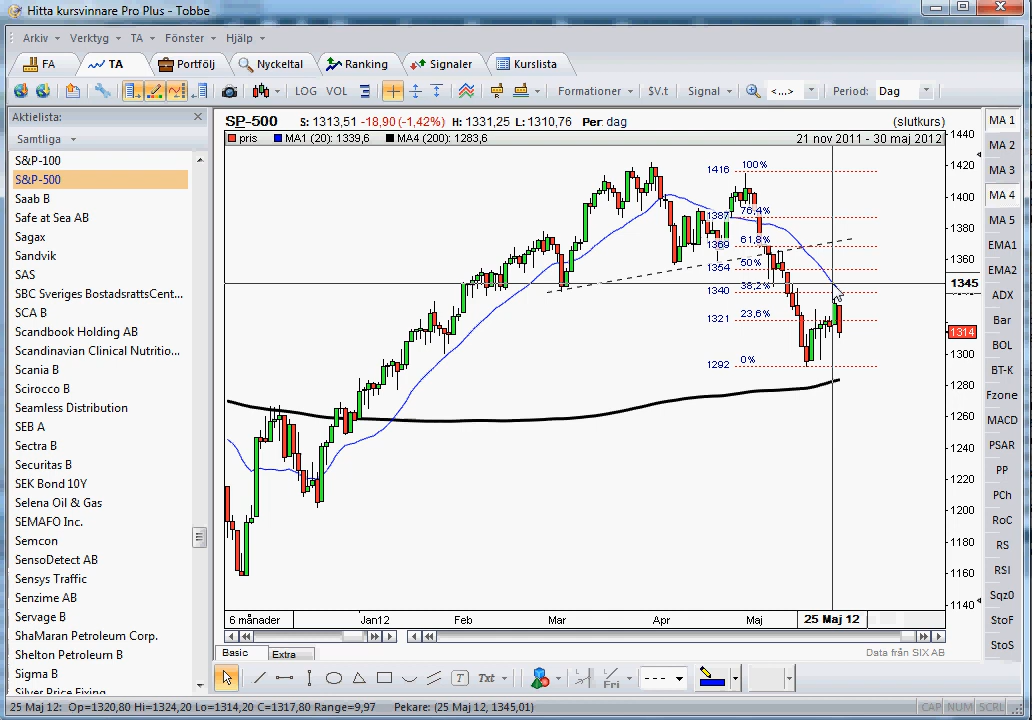 Hitta kursvinnare Pro Plus - Tobbe
Arkiv Verktyg TA Fönster Hjälp
FA TA Portfölj Nyckeltal Ranking Signaler Kurslista
LOG VOL Formationer $V.t Signal <...> Period: Dag
Aktielista:
Samtliga
S&P-100
S&P-500
Saab B
Safe at Sea AB
Sagax
Sandvik
SAS
SBC Sveriges BostadsrattsCent...
SCA B
Scandbook Holding AB
Scandinavian Clinical Nutritio...
Scania B
Scirocco B
Seamless Distribution
SEB A
Sectra B
Securitas B
SEK Bond 10Y
Selena Oil & Gas
SEMAFO Inc.
Semcon
SensoDetect AB
Sensys Traffic
Senzime AB
Servage B
ShaMaran Petroleum Corp.
Shelton Petroleum B
Sigma B
Silver Price Fixing
SP-500 S: 1313,51 -18,90 (-1,42%) H: 1331,25 L: 1310,76 Per: dag (slutkurs)
pris MA1 (20): 1339,6 MA4 (200): 1283,6 21 nov 2011 - 30 maj 2012
1440
1420
1400
1380
1360
1345
1314
1300
1280
1260
1240
1220
1200
1180
1160
1140
1416 100%
1387 76,4%
1369 61,8%
1354 50%
1340 38,2%
1321 23,6%
1292 0%
6 månader Jan12 Feb Mar Apr Maj 25 Maj 12
Basic Extra
Data från SIX AB
T Txt Fri
MA 1
MA 2
MA 3
MA 4
MA 5
EMA1
EMA2
ADX
Bar
BOL
BT-K
Fzone
MACD
PSAR
PP
PCh
RoC
RS
RSI
Sqz0
StoF
StoS
25 Maj 12: Op=1320,80 Hi=1324,20 Lo=1314,20 C=1317,80 Range=9,97 Pekare: (25 Maj 12, 1345,01) CAP NUM SCRL